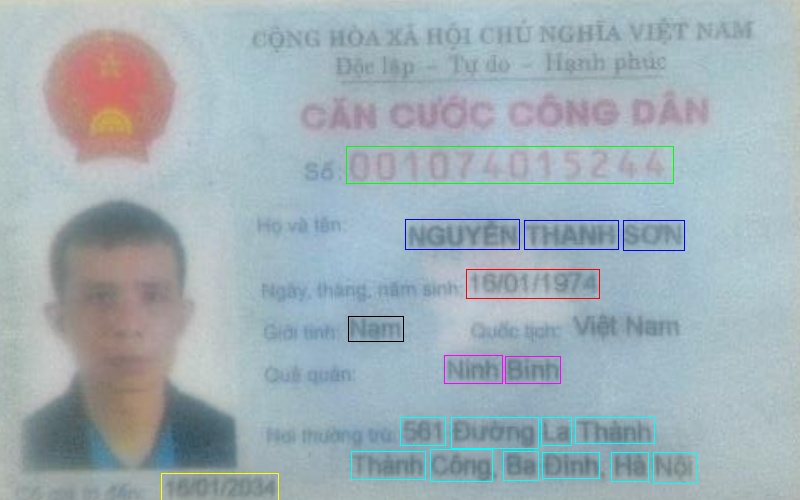 CỘNG HÒA XÃ HỘI CHỦ NGHĨA VIỆT NAM
Độc lập - Tự do - Hạnh phúc
CĂN CƯỚC CÔNG DÂN
Số: 001074015244
Họ và tên: NGUYỄN THANH SƠN
Ngày, tháng, năm sinh: 16/01/1974
Giới tính: Nam Quốc tịch: Việt Nam
Quê quán: Ninh Bình
Nơi thường trú: 561 Đường La Thành
Thành Công, Ba Đình, Hà Nội
Có giá trị đến: 16/01/2034